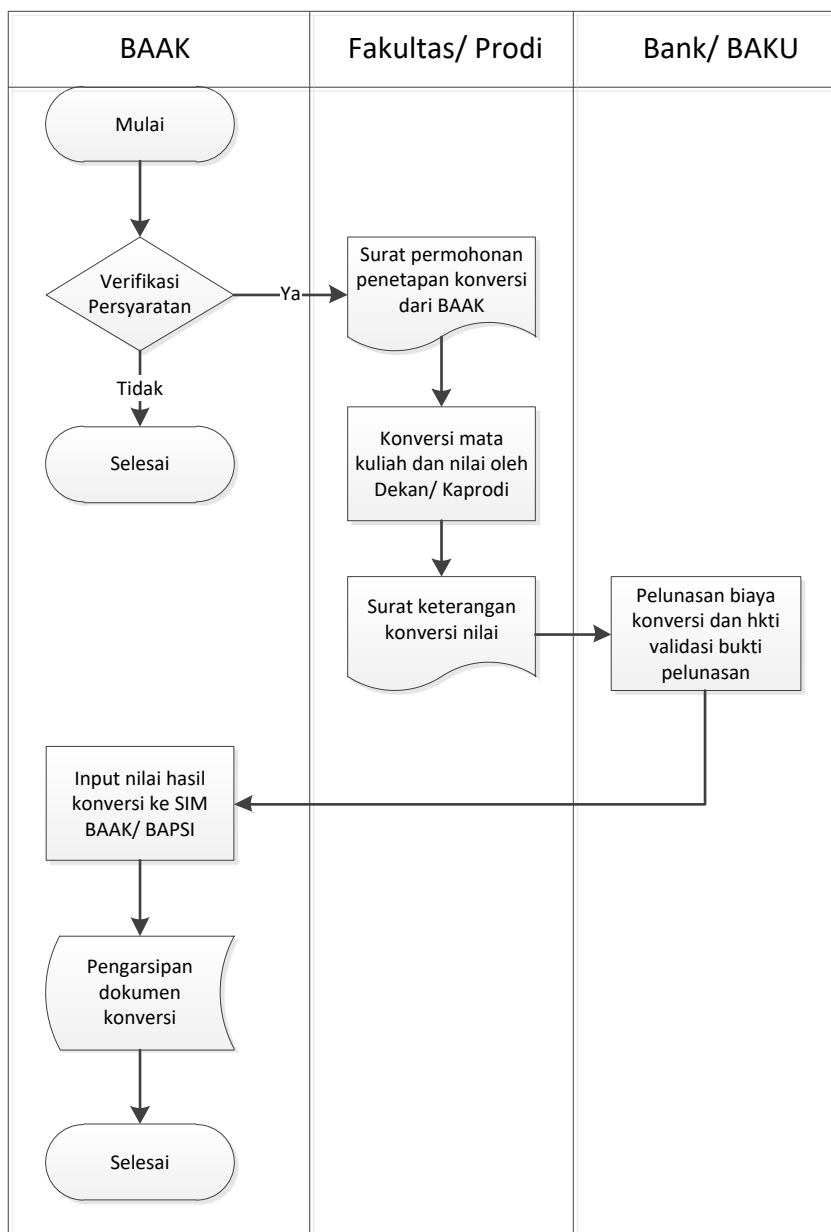 BAAK
Fakultas/ Prodi
Bank/ BAKU
Mulai
Verifikasi
Persyaratan
Ya
Tidak
Selesai
Surat permohonan
penetapan konversi
dari BAAK
Konversi mata
kuliah dan nilai oleh
Dekan/ Kaprodi
Surat keterangan
konversi nilai
Pelunasan biaya
konversi dan hkti
validasi bukti
pelunasan
Input nilai hasil
konversi ke SIM
BAAK/ BAPSI
Pengarsipan
dokumen
konversi
Selesai